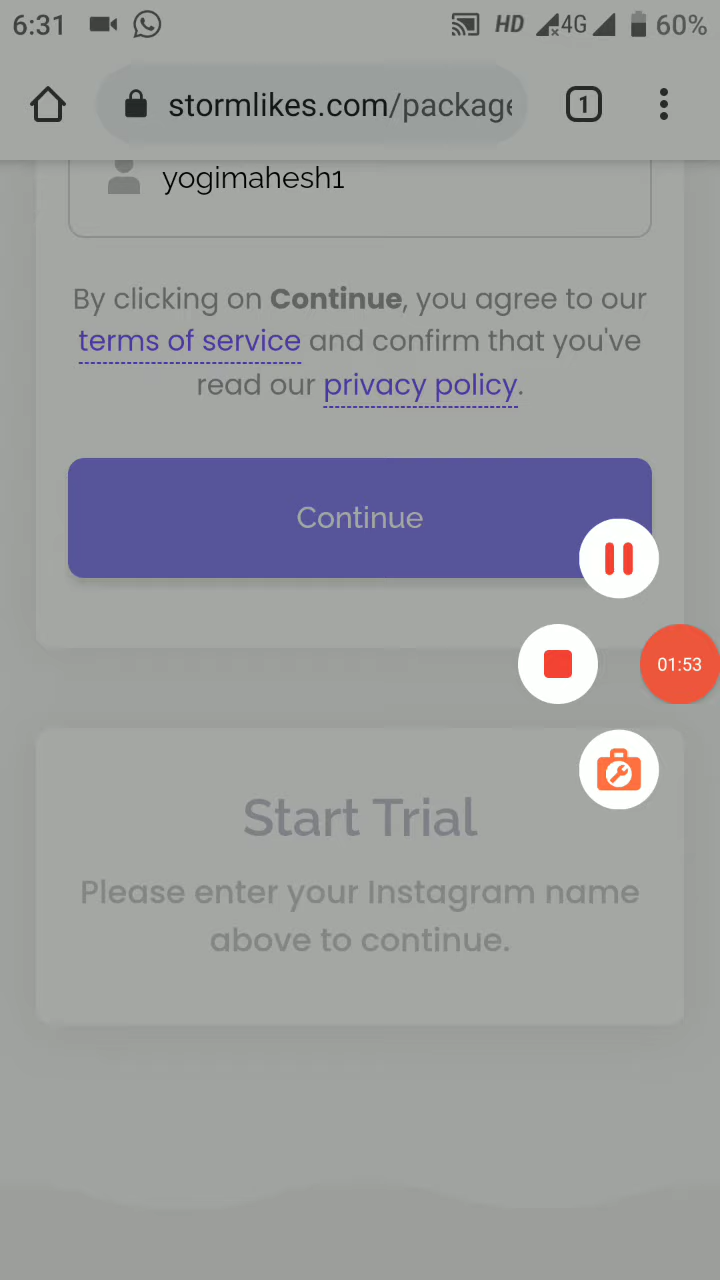 6:31
HD
4G
60%
stormlikes.com/package
1
yogimahesh1
By clicking on Continue, you agree to our
terms of service and confirm that you've
read our privacy policy.
Continue
01:53
Start Trial
Please enter your Instagram name
above to continue.